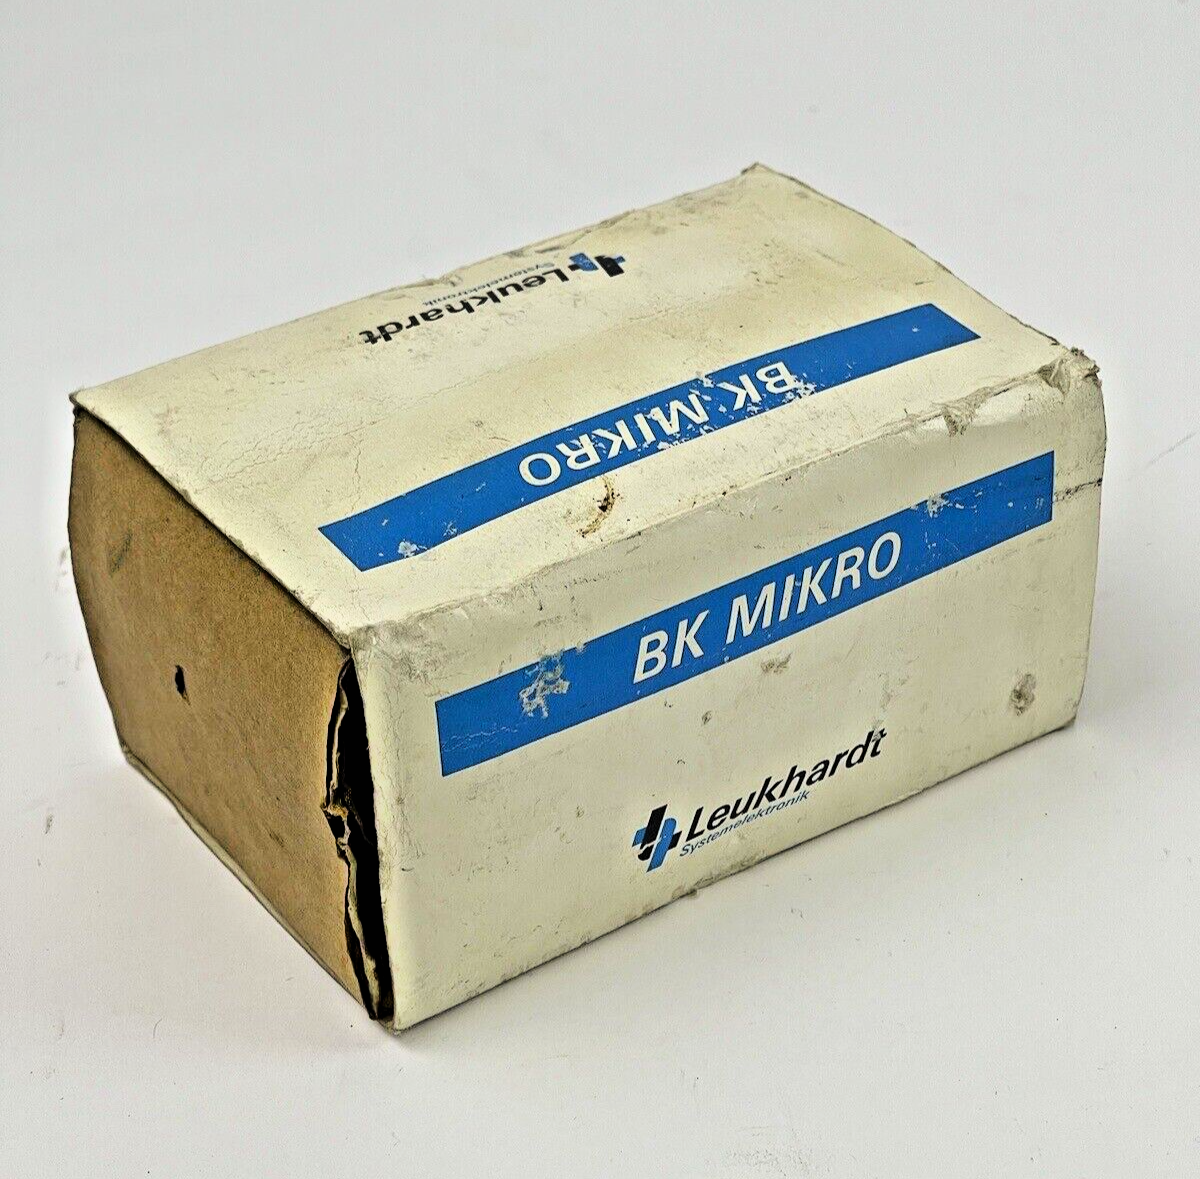 Leukhardt
Systemelektronik
BK MIKRO
BK MIKRO
Leukhardt
Systemelektronik